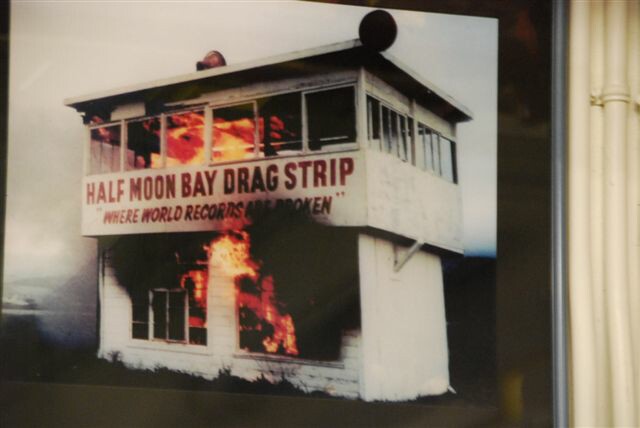 HALF MOON BAY DRAG STRIP
"WHERE WORLD RECORDS ARE BROKEN"